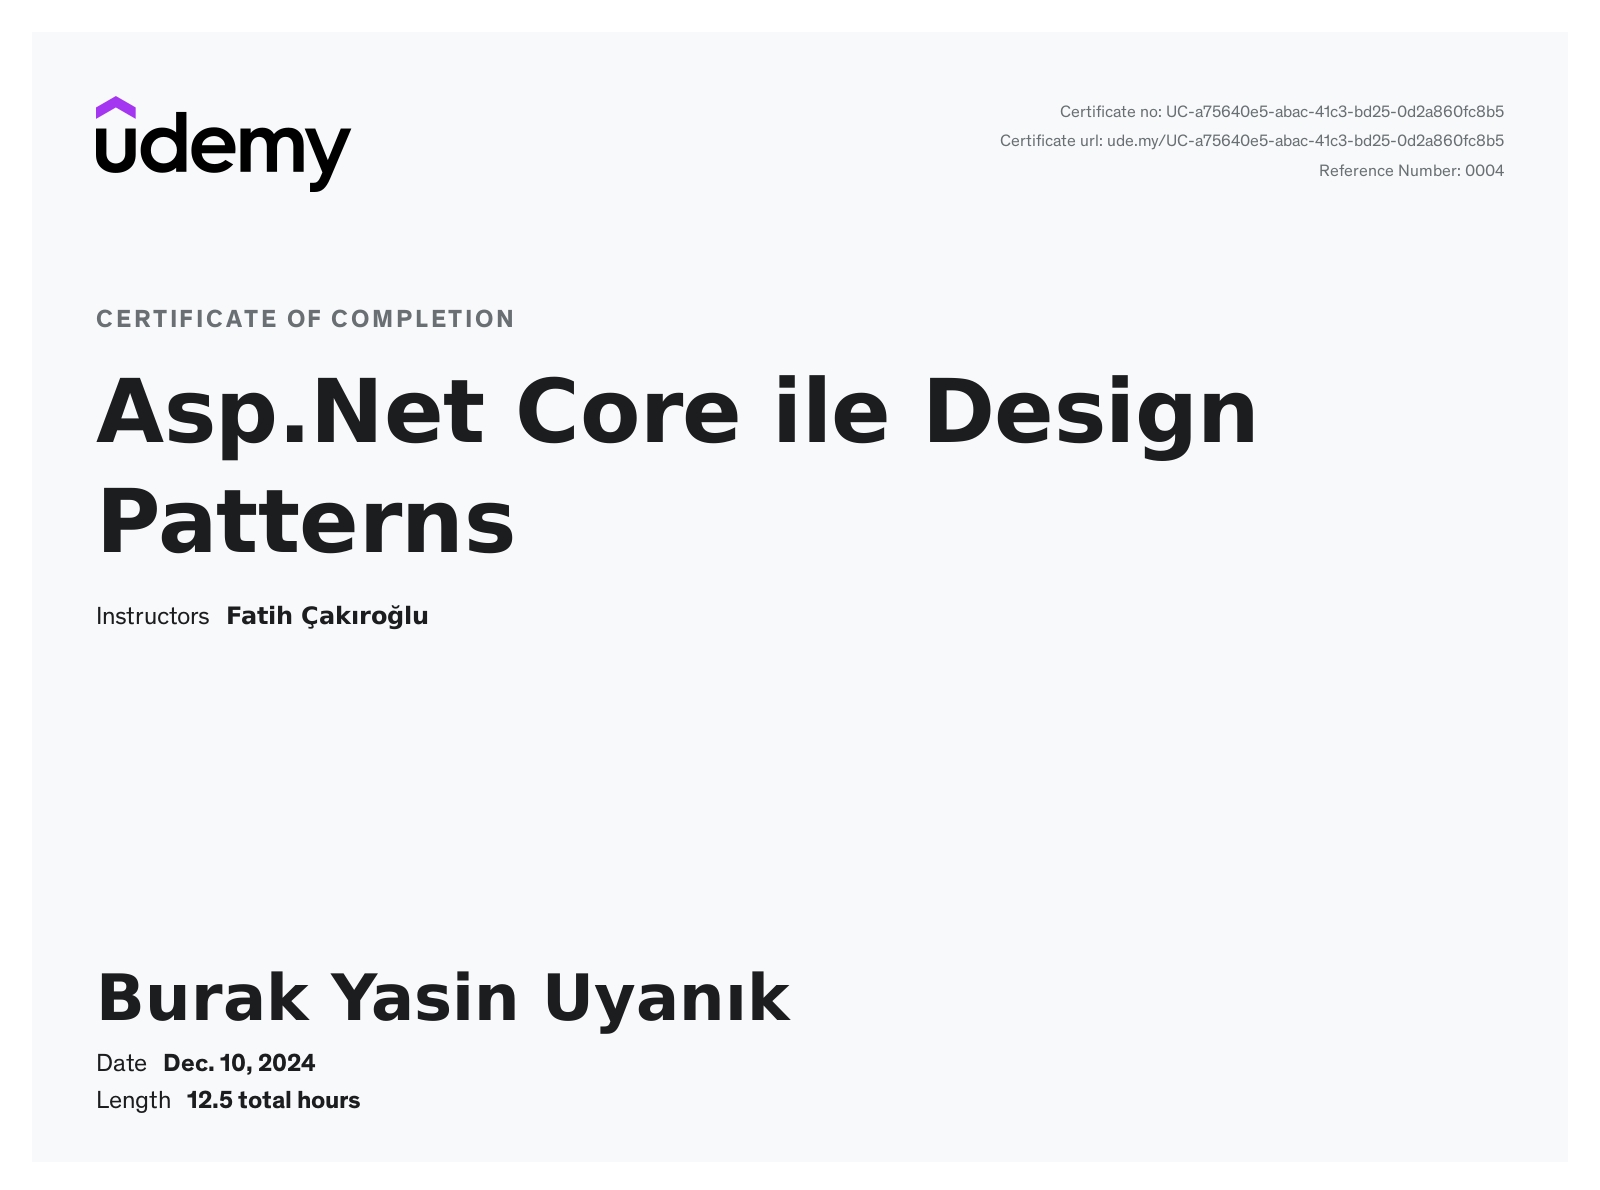 udemy
Certificate no: UC-a75640e5-abac-41c3-bd25-0d2a860fc8b5
Certificate url: ude.my/UC-a75640e5-abac-41c3-bd25-0d2a860fc8b5
Reference Number: 0004
CERTIFICATE OF COMPLETION
Asp.Net Core ile Design
Patterns
Instructors Fatih Çakıroğlu
Burak Yasin Uyanık
Date Dec. 10, 2024
Length 12.5 total hours